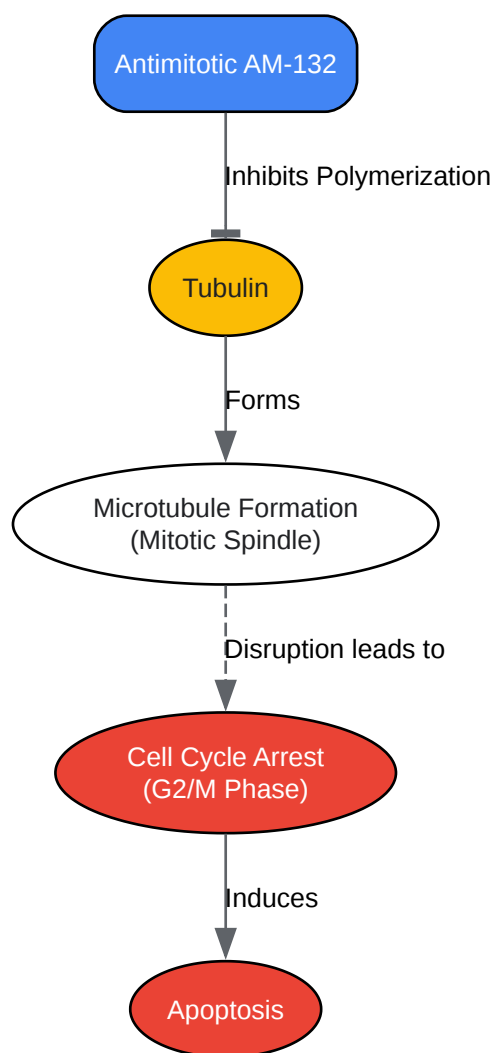 Antimitotic AM-132
Inhibits Polymerization
Tubulin
Forms
Microtubule Formation
(Mitotic Spindle)
Disruption leads to
Cell Cycle Arrest
(G2/M Phase)
Induces
Apoptosis